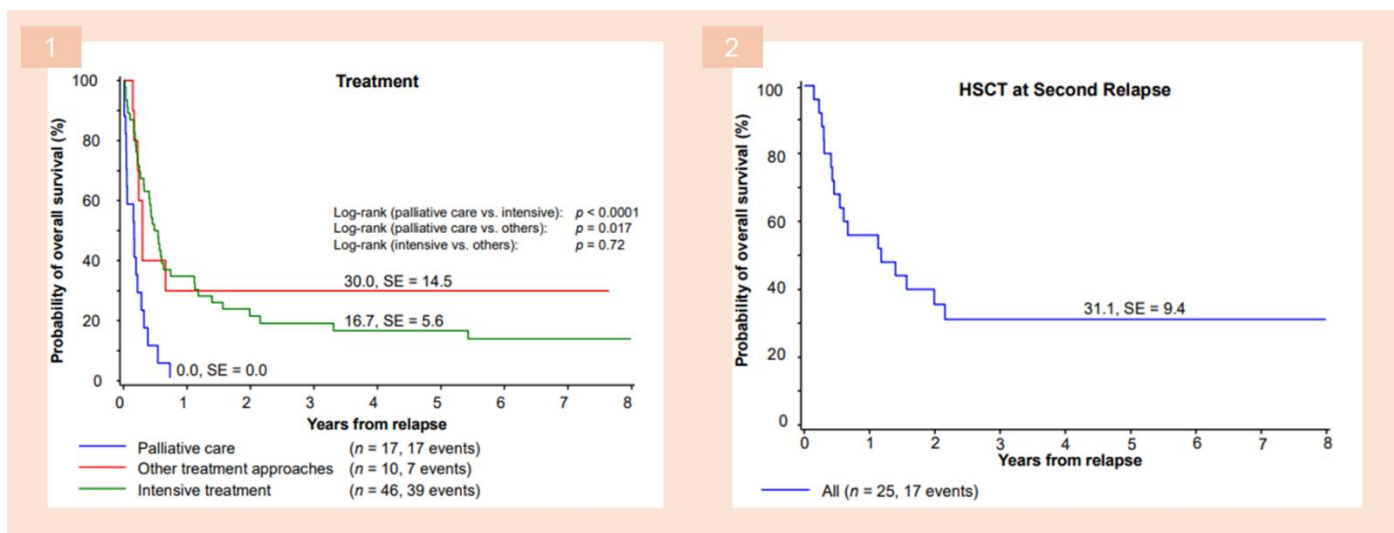 1
Treatment
Probability of overall survival (%)
100
80
60
40
20
0
Log-rank (palliative care vs. intensive): p < 0.0001
Log-rank (palliative care vs. others): p = 0.017
Log-rank (intensive vs. others): p = 0.72
30.0, SE = 14.5
16.7, SE = 5.6
0.0, SE = 0.0
0 1 2 3 4 5 6 7 8
Years from relapse
Palliative care (n = 17, 17 events)
Other treatment approaches (n = 10, 7 events)
Intensive treatment (n = 46, 39 events)
2
HSCT at Second Relapse
Probability of overall survival (%)
100
80
60
40
20
0
31.1, SE = 9.4
0 1 2 3 4 5 6 7 8
Years from relapse
All (n = 25, 17 events)